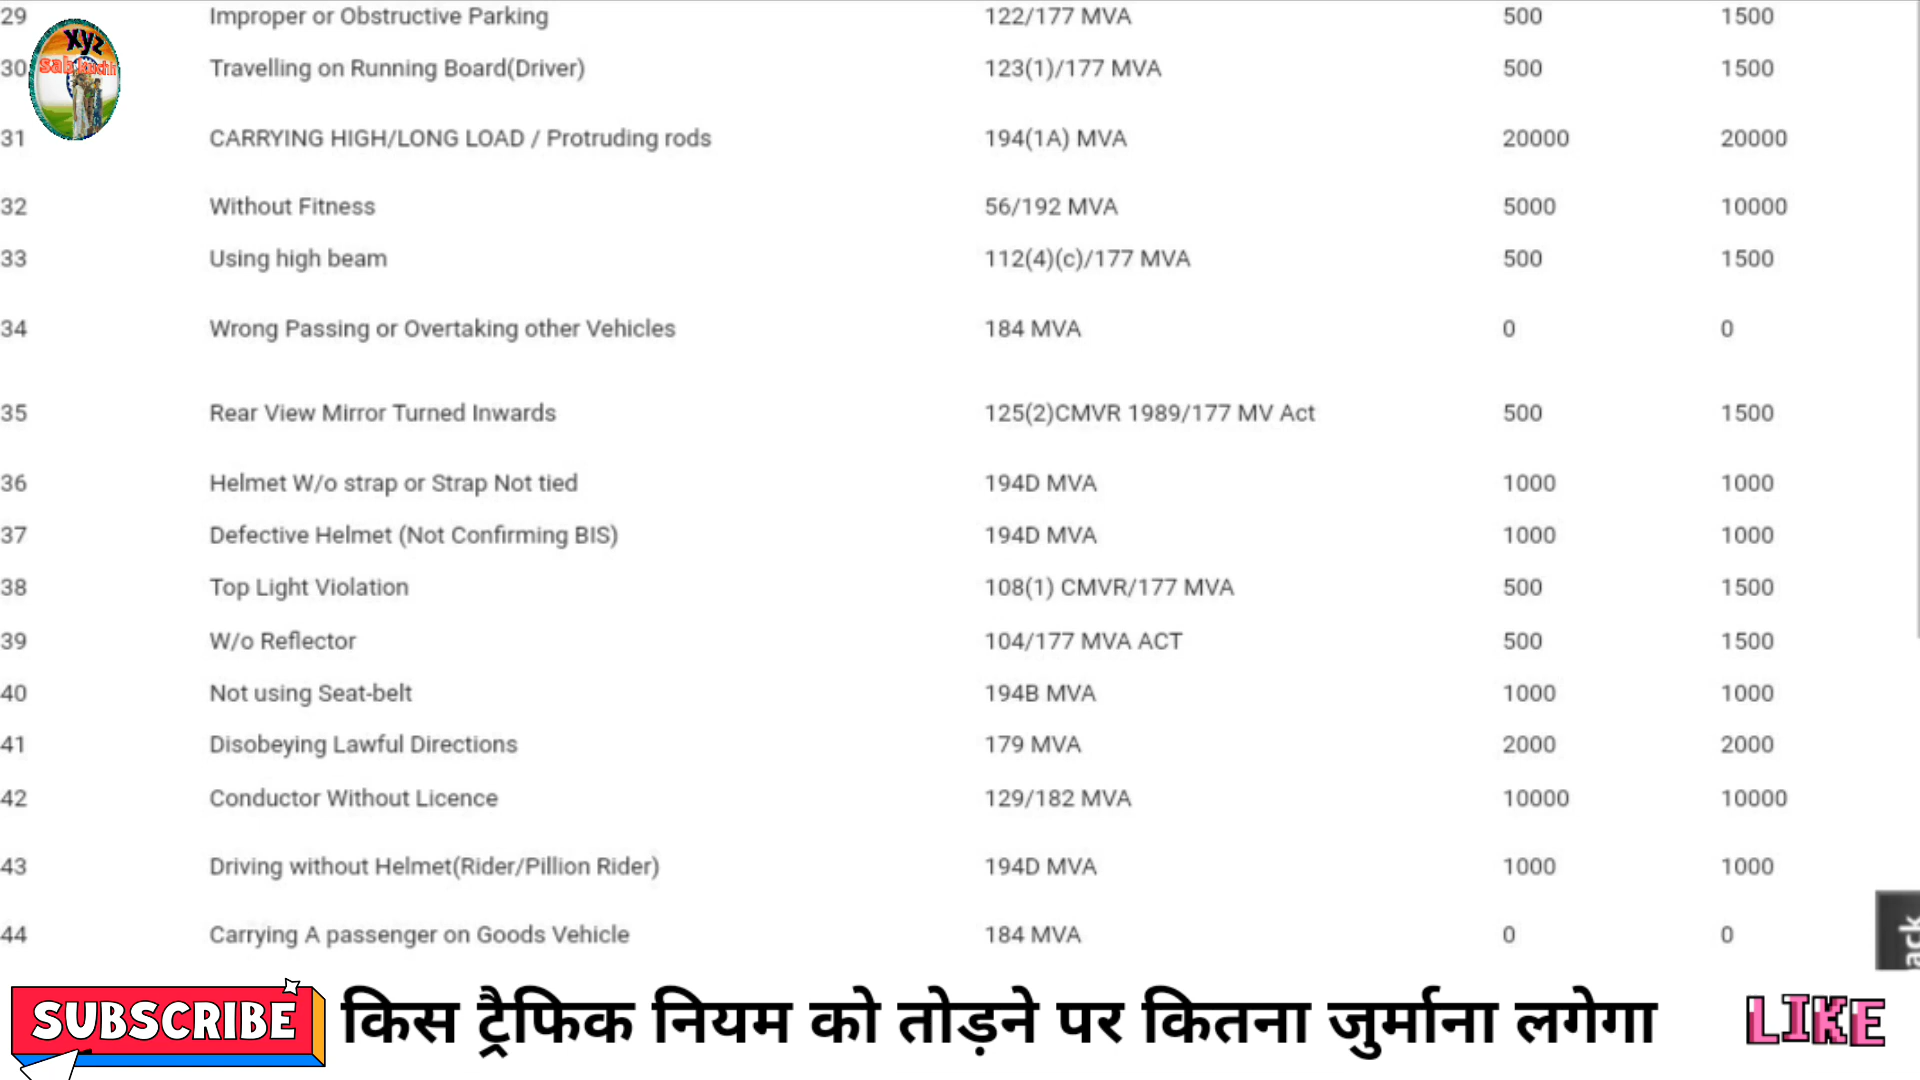 29 Improper or Obstructive Parking 122/177 MVA 500 1500
xyz
sab kuchh
30 Travelling on Running Board(Driver) 123(1)/177 MVA 500 1500
31 CARRYING HIGH/LONG LOAD / Protruding rods 194(1A) MVA 20000 20000
32 Without Fitness 56/192 MVA 5000 10000
33 Using high beam 112(4)(c)/177 MVA 500 1500
34 Wrong Passing or Overtaking other Vehicles 184 MVA 0 0
35 Rear View Mirror Turned Inwards 125(2)CMVR 1989/177 MV Act 500 1500
36 Helmet W/o strap or Strap Not tied 194D MVA 1000 1000
37 Defective Helmet (Not Confirming BIS) 194D MVA 1000 1000
38 Top Light Violation 108(1) CMVR/177 MVA 500 1500
39 W/o Reflector 104/177 MVA ACT 500 1500
40 Not using Seat-belt 194B MVA 1000 1000
41 Disobeying Lawful Directions 179 MVA 2000 2000
42 Conductor Without Licence 129/182 MVA 10000 10000
43 Driving without Helmet(Rider/Pillion Rider) 194D MVA 1000 1000
44 Carrying A passenger on Goods Vehicle 184 MVA 0 0
ack
SUBSCRIBE किस ट्रैफिक नियम को तोड़ने पर कितना जुर्माना लगेगा LIKE